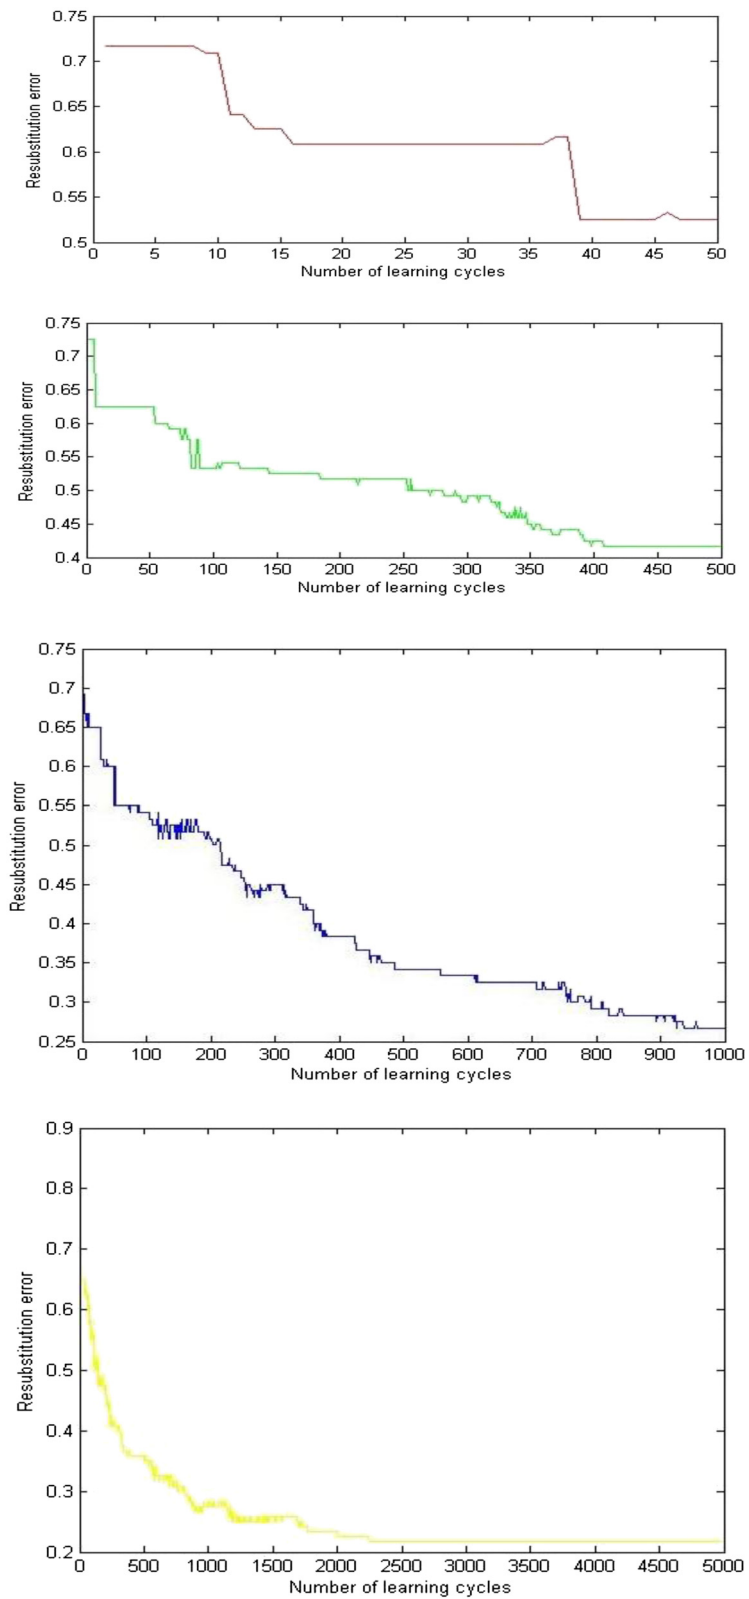 0.75
0.7
0.65
0.6
0.55
0.5
Resubstitution error
0 5 10 15 20 25 30 35 40 45 50
Number of learning cycles
0.75
0.7
0.65
0.6
0.55
0.5
0.45
0.4
Resubstitution error
0 50 100 150 200 250 300 350 400 450 500
Number of learning cycles
0.75
0.7
0.65
0.6
0.55
0.5
0.45
0.4
0.35
0.3
0.25
Resubstitution error
0 100 200 300 400 500 600 700 800 900 1000
Number of learning cycles
0.9
0.8
0.7
0.6
0.5
0.4
0.3
0.2
Resubstitution error
0 500 1000 1500 2000 2500 3000 3500 4000 4500 5000
Number of learning cycles